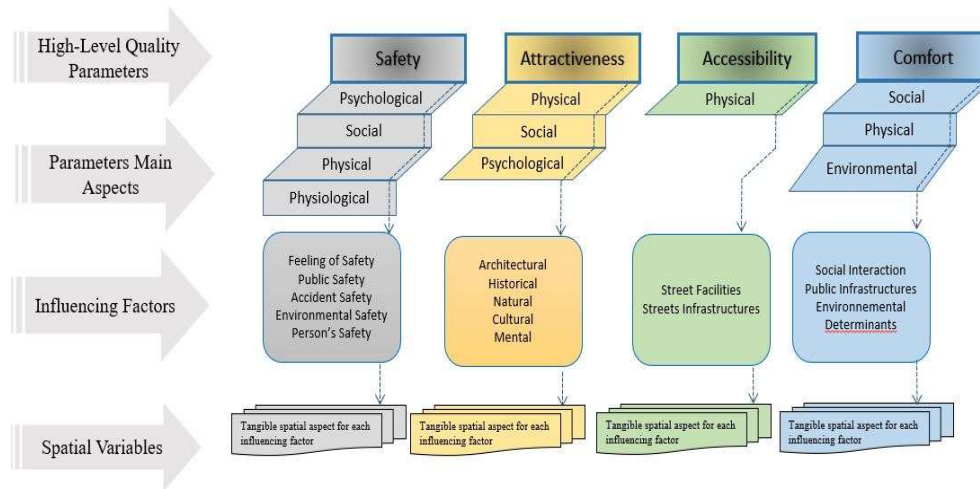 High-Level Quality
Parameters
Safety
Attractiveness
Accessibility
Comfort
Parameters Main
Aspects
Psychological
Social
Physical
Physiological
Physical
Social
Psychological
Physical
Social
Physical
Environmental
Influencing Factors
Feeling of Safety
Public Safety
Accident Safety
Environmental Safety
Person's Safety
Architectural
Historical
Natural
Cultural
Mental
Street Facilities
Streets Infrastructures
Social Interaction
Public Infrastructures
Environnemental
Determinants
Spatial Variables
Tangible spatial aspect for each
influencing factor
Tangible spatial aspect for each
influencing factor
Tangible spatial aspect for each
influencing factor
Tangible spatial aspect for each
influencing factor